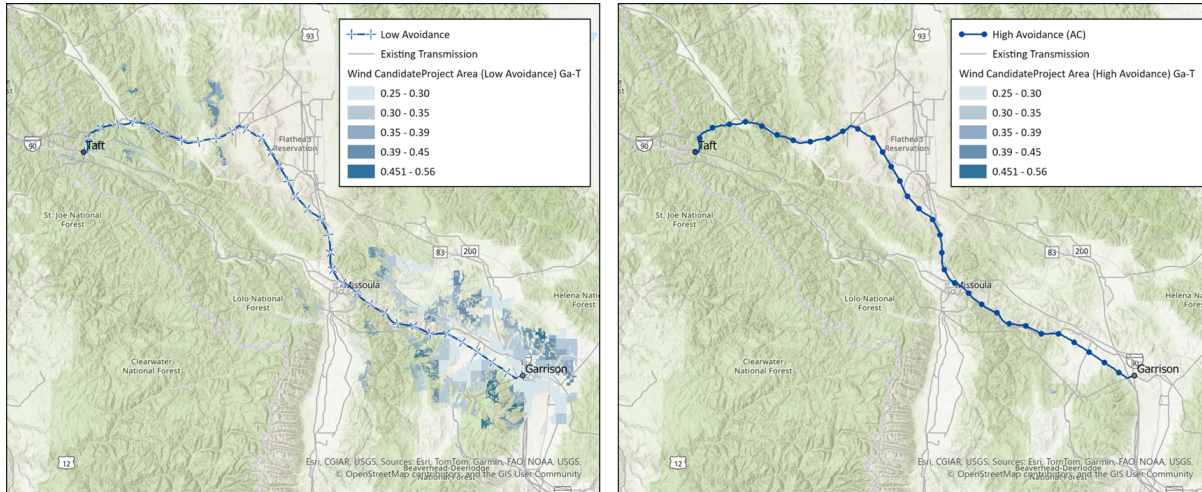 93
Low Avoidance
Existing Transmission
Wind CandidateProject Area {Low Avoidance) Ga-T
0.25 - 0.30
0.30 - 0.35
0.35 - 0.39
0.39 - 0.45
0.451 - 0.56
90
Taft
Flathead
Reservation
St. Joe National
Forest
83
200
Missoula
Lolo National
Forest
Helena Natio
Clearwater
National Forest
Garrison
12
Esri, CGIAR, USGS, Sources: Esri, TomTom, Garmin, FAO, NOAA, USGS,
© OpenStreetMap contributors, and the GIS User Community
Beaverhead-Deerlodge
National Forest
93
High Avoidance (AC)
Existing Transmission
Wind CandidateProject Area {High Avoidance) Ga-T
0.25 - 0.30
0.30 - 0.35
0.35 - 0.39
0.39 - 0.45
0.451 - 0.56
90
Taft
Flathead
Reservation
St. Joe National
Forest
83
200
Missoula
Lolo National
Forest
Helena Natio
90
Clearwater
National Forest
Garrison
12
Esri, CGIAR, USGS, Sources: Esri, TomTom, Garmin, FAO, NOAA, USGS,
© OpenStreetMap contributors, and the GIS User Community
Beaverhead-Deerlodge
National Forest